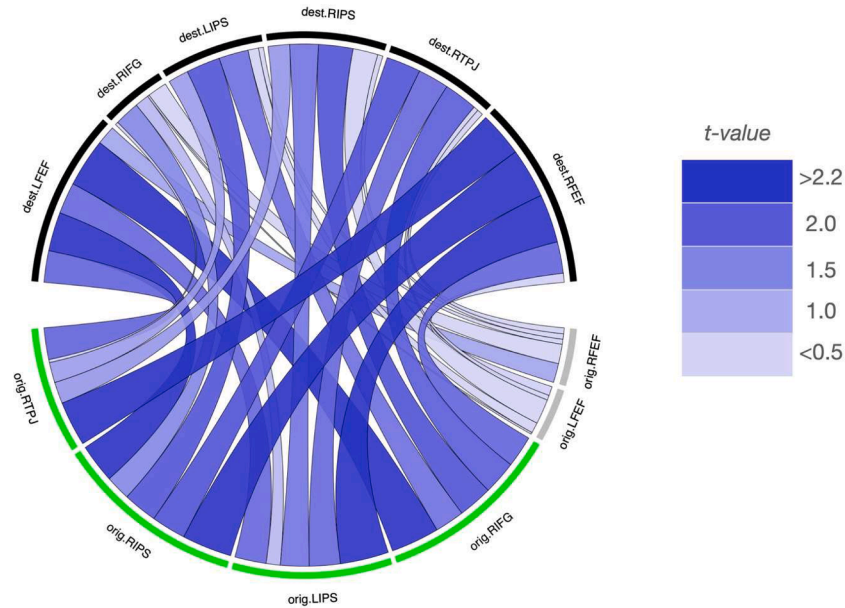 dest.RIPS
dest.LIPS
dest.RTPJ
dest.RIFG
dest.LFEF
dest.RFEF
t-value
>2.2
2.0
1.5
1.0
<0.5
orig.RFEF
orig.LFEF
orig.RTPJ
orig.RIPS
orig.RIFG
orig.LIPS